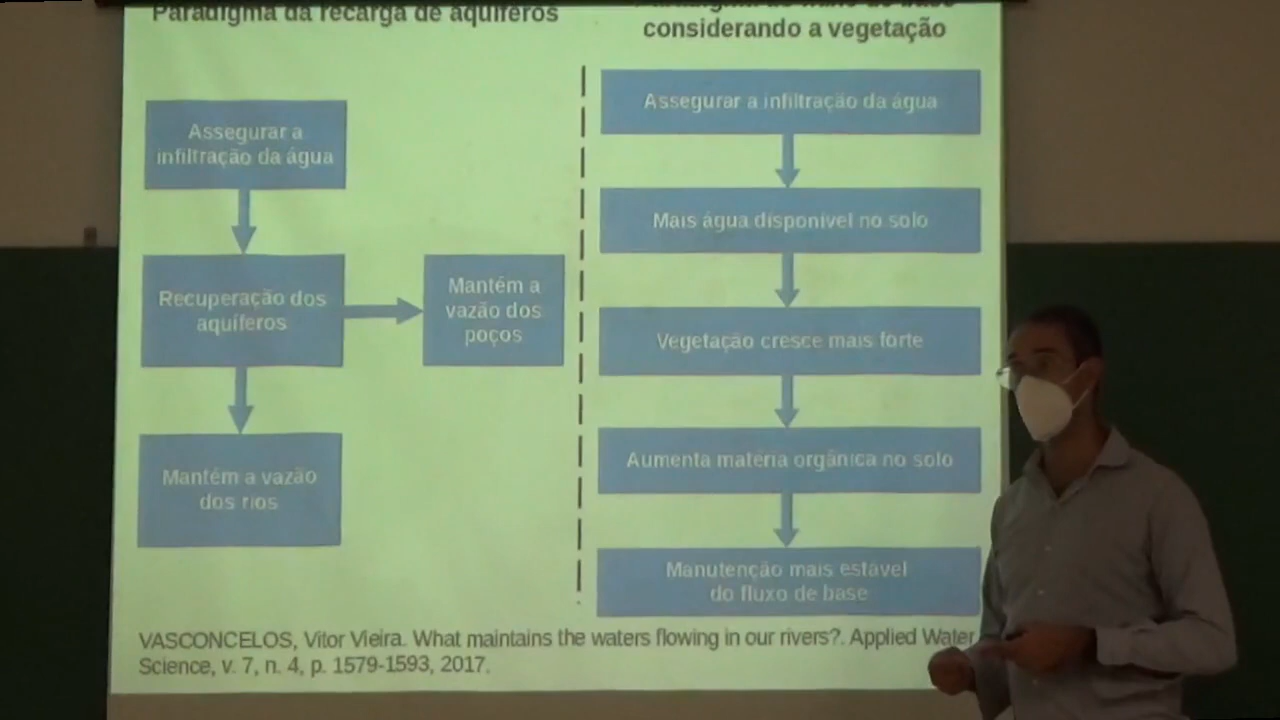 Paradigma da recarga de aquíferos
considerando a vegetação
Assegurar a
infiltração da água
Recuperação dos
aquíferos
Mantém a
vazão dos
poços
Mantém a vazão
dos rios
Assegurar a infiltração da água
Mais água disponível no solo
Vegetação cresce mais forte
Aumenta matéria orgânica no solo
Manutenção mais estável
do fluxo de base
VASCONCELOS, Vitor Vieira. What maintains the waters flowing in our rivers?. Applied Water
Science, v. 7, n. 4, p. 1579-1593, 2017.